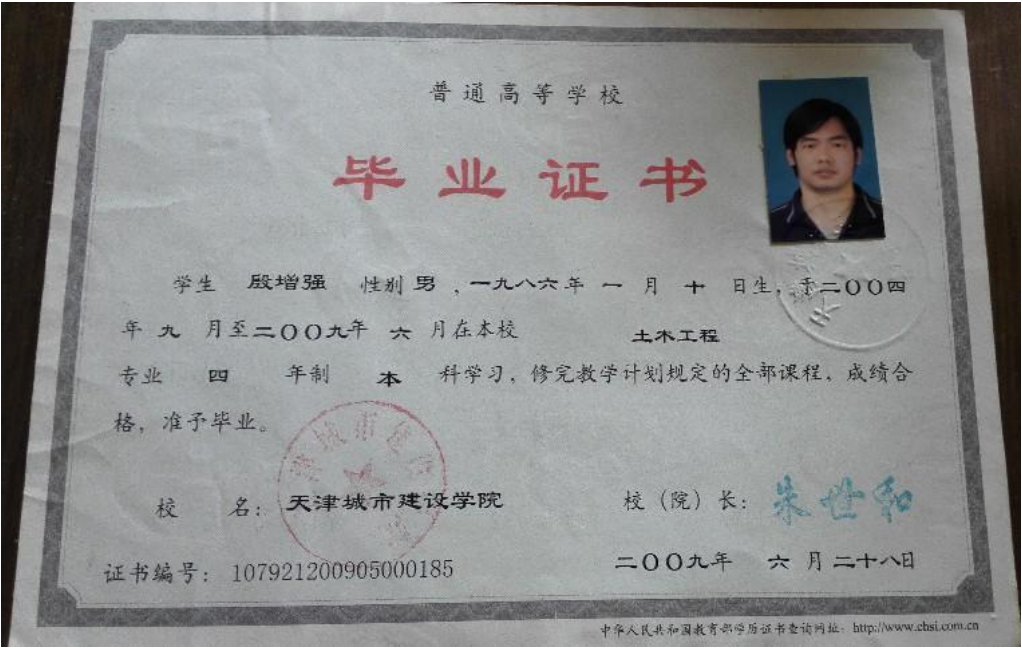 普通高等学校
毕业证书
学生 殷增强 性别 男 , 一九八六年 一 月 十 日生, 于二〇〇四
年 九 月至二〇〇九年 六 月在本校 土木工程
专业 四 年制 本 科学习, 修完教学计划规定的全部课程, 成绩合
格, 准予毕业。
校 名: 天津城市建设学院 校（院）长: 朱世和
证书编号: 107921200905000185 二〇〇九年 六 月 二十八日
中华人民共和国教育部学历证书查询网址: http://www.chsi.com.cn